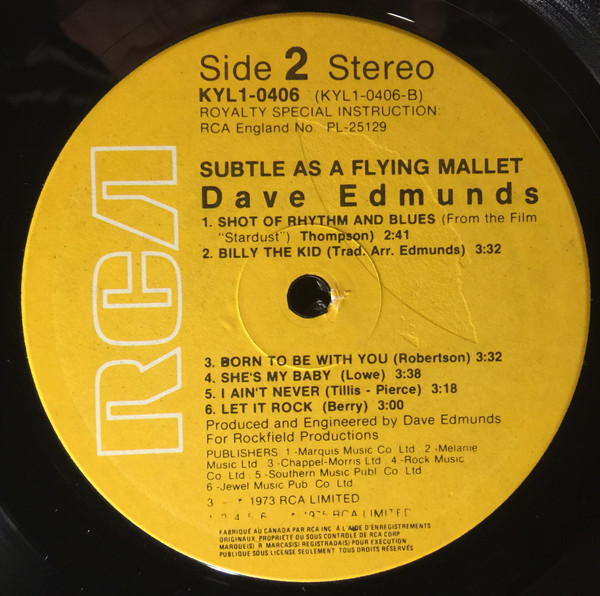 RCA
Side 2 Stereo
KYL1-0406 (KYL1-0406-B)
ROYALTY SPECIAL INSTRUCTION:
RCA England No. PL-25129
SUBTLE AS A FLYING MALLET
Dave Edmunds
1. SHOT OF RHYTHM AND BLUES (From the Film
"Stardust") Thompson) 2:41
2. BILLY THE KID (Trad. Arr. Edmunds) 3:32
3. BORN TO BE WITH YOU (Robertson) 3:32
4. SHE'S MY BABY (Lowe) 3:38
5. I AIN'T NEVER (Tillis - Pierce) 3:18
6. LET IT ROCK (Berry) 3:00
Produced and Engineered by Dave Edmunds
For Rockfield Productions
PUBLISHERS 1 -Marquis Music Co Ltd . 2 -Melanie
Music Ltd . 3 -Chappel-Morris Ltd . 4 -Rock Music
Co Ltd . 5 -Southern Music Publ Co Ltd .
6 -Jewel Music Pub Co Ltd
3 - * 1973 RCA LIMITED
RCA LIMITED
FABRIQUÉ AU CANADA PAR RCA INC. À L'AIDE D'ENREGISTREMENTS
ORIGINAUX, PROPRIÉTÉ OU SOUS CONTRÔLE DE RCA CORP
MARQUE(S) R MARCAS(S) REGISTRADA(S) POUR EXECUTION
PUBLIQUE SOUS LICENSE SEULEMENT TOUS DROITS RÉSERVÉS